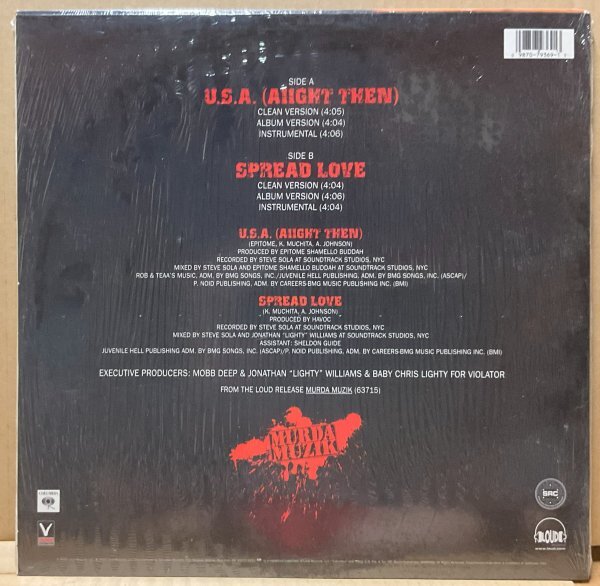 SIDE A
U.S.A. (AIIGHT THEN)
CLEAN VERSION (4:05)
ALBUM VERSION (4:04)
INSTRUMENTAL (4:06)
SIDE B
SPREAD LOVE
CLEAN VERSION (4:04)
ALBUM VERSION (4:06)
INSTRUMENTAL (4:04)
U.S.A. (AIIGHT THEN)
(EPITOME, K. MUCHITA, A. JOHNSON)
PRODUCED BY EPITOME SHAMELLO BUDDAH
RECORDED BY STEVE SOLA AT SOUNDTRACK STUDIOS, NYC
MIXED BY STEVE SOLA AND EPITOME SHAMELLO BUDDAH AT SOUNDTRACK STUDIOS, NYC
ROB & TEAA'S MUSIC, ADM. BY BMG SONGS, INC./JUVENILE HELL PUBLISHING, ADM. BY BMG SONGS, INC. (ASCAP)/
P. NOID PUBLISHING, ADM. BY CAREERS-BMG MUSIC PUBLISHING INC. (BMI)
SPREAD LOVE
(K. MUCHITA, A. JOHNSON)
PRODUCED BY HAVOC
RECORDED BY STEVE SOLA AT SOUNDTRACK STUDIOS, NYC
MIXED BY STEVE SOLA AND JONATHAN "LIGHTY" WILLIAMS AT SOUNDTRACK STUDIOS, NYC
ASSISTANT: SHELDON GUIDE
JUVENILE HELL PUBLISHING ADM. BY BMG SONGS, INC. (ASCAP)/P. NOID PUBLISHING, ADM. BY CAREERS-BMG MUSIC PUBLISHING, INC. (BMI)
EXECUTIVE PRODUCERS: MOBB DEEP & JONATHAN "LIGHTY" WILLIAMS & BABY CHRIS LIGHTY FOR VIOLATOR
FROM THE LOUD RELEASE MURDA MUZIK (63715)
MURDA
MUZIK
COLUMBIA
SRC
V
LOUD
www.loud.com